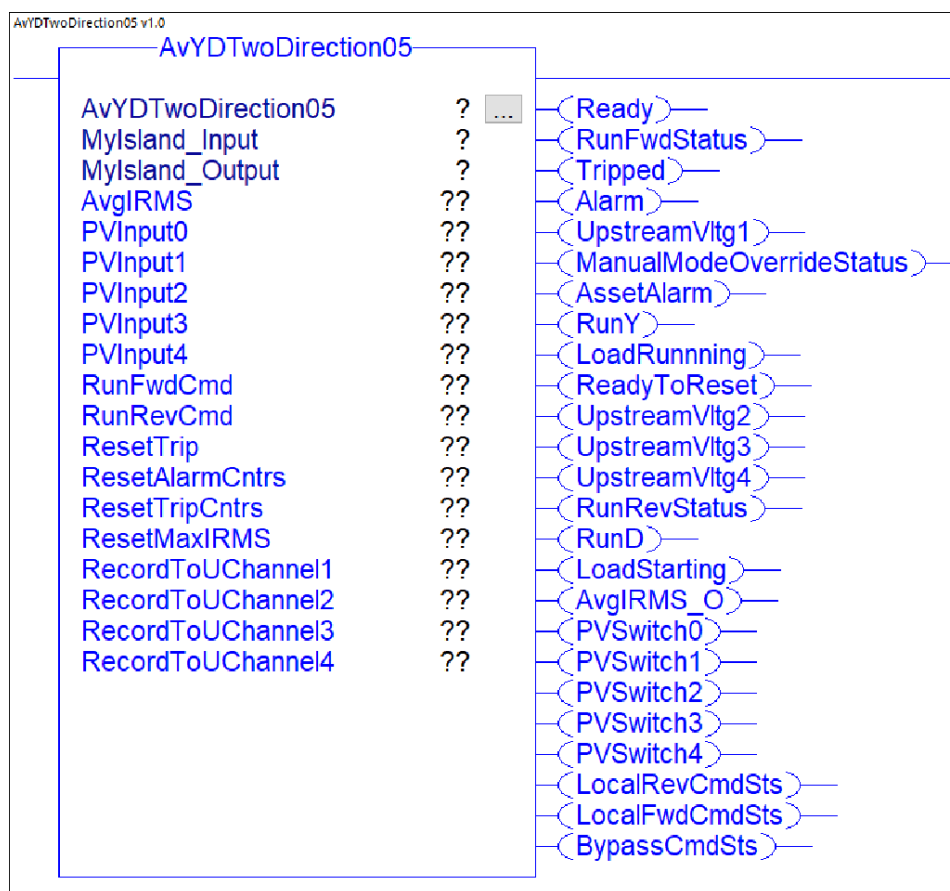 AvYDTwoDirection05 v1.0
AvYDTwoDirection05
AvYDTwoDirection05 ? ... Ready
MyIsland_Input ? RunFwdStatus
MyIsland_Output ? Tripped
AvgIRMS ?? Alarm
PVInput0 ?? UpstreamVltg1
PVInput1 ?? ManualModeOverrideStatus
PVInput2 ?? AssetAlarm
PVInput3 ?? RunY
PVInput4 ?? LoadRunnning
RunFwdCmd ?? ReadyToReset
RunRevCmd ?? UpstreamVltg2
ResetTrip ?? UpstreamVltg3
ResetAlarmCntrs ?? UpstreamVltg4
ResetTripCntrs ?? RunRevStatus
ResetMaxIRMS ?? RunD
RecordToUChannel1 ?? LoadStarting
RecordToUChannel2 ?? AvgIRMS_O
RecordToUChannel3 ?? PVSwitch0
RecordToUChannel4 ?? PVSwitch1
PVSwitch2
PVSwitch3
PVSwitch4
LocalRevCmdSts
LocalFwdCmdSts
BypassCmdSts